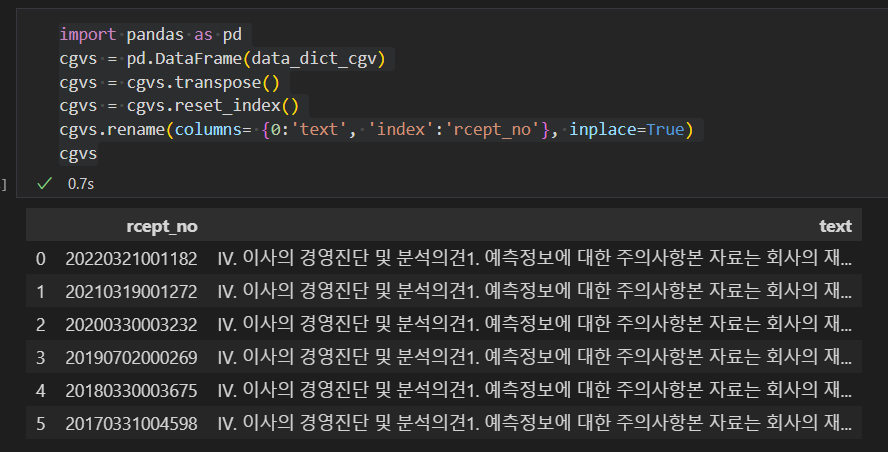 import pandas as pd
cgvs = pd.DataFrame(data_dict_cgv)
cgvs = cgvs.transpose()
cgvs = cgvs.reset_index()
cgvs.rename(columns= {0:'text', 'index':'rcept_no'}, inplace=True)
cgvs
] ✓ 0.7s
rcept_no text
0 20220321001182 IV. 이사의 경영진단 및 분석의견1. 예측정보에 대한 주의사항본 자료는 회사의 재...
1 20210319001272 IV. 이사의 경영진단 및 분석의견1. 예측정보에 대한 주의사항본 자료는 회사의 재...
2 20200330003232 IV. 이사의 경영진단 및 분석의견1. 예측정보에 대한 주의사항본 자료는 회사의 재...
3 20190702000269 IV. 이사의 경영진단 및 분석의견1. 예측정보에 대한 주의사항본 자료는 회사의 재...
4 20180330003675 IV. 이사의 경영진단 및 분석의견1. 예측정보에 대한 주의사항본 자료는 회사의 재...
5 20170331004598 IV. 이사의 경영진단 및 분석의견1. 예측정보에 대한 주의사항본 자료는 회사의 재...